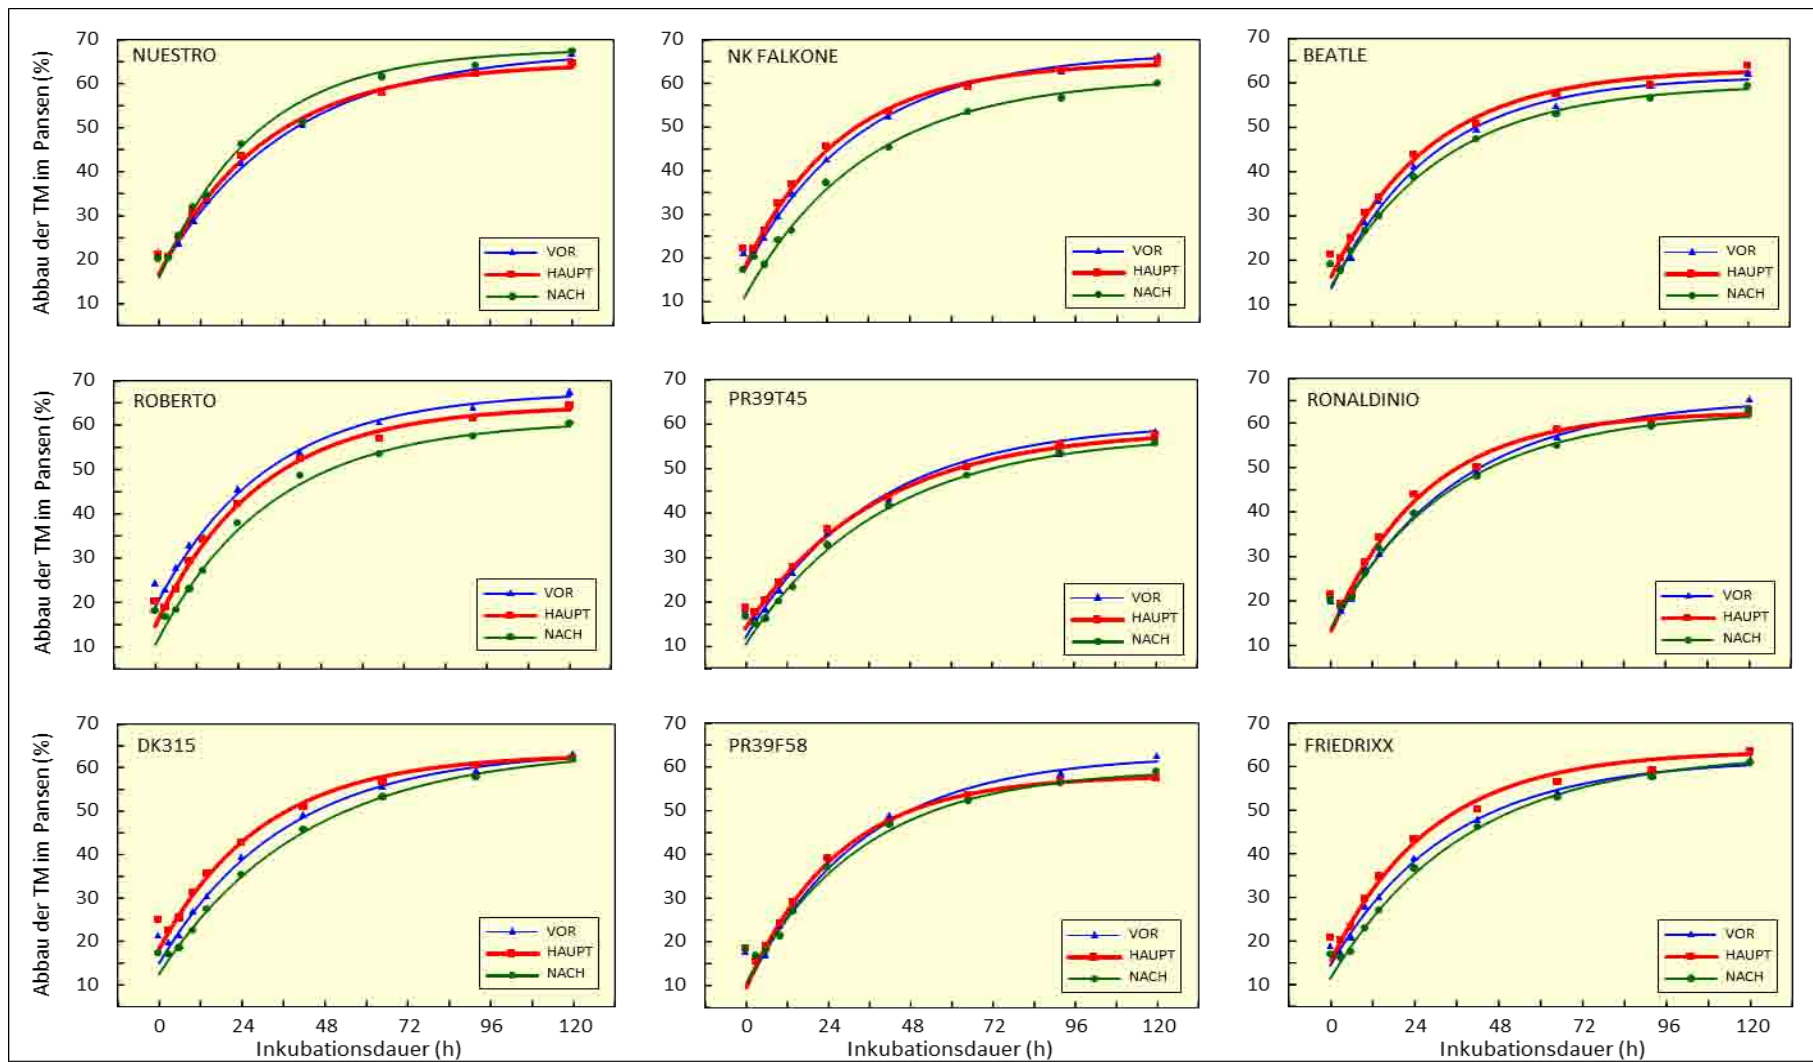 Abbau der TM im Pansen (%)
70
60
50
40
30
20
10
NUESTRO
VOR
HAUPT
NACH
70
60
50
40
30
20
10
NK FALKONE
VOR
HAUPT
NACH
70
60
50
40
30
20
10
BEATLE
VOR
HAUPT
NACH
Abbau der TM im Pansen (%)
70
60
50
40
30
20
10
ROBERTO
VOR
HAUPT
NACH
70
60
50
40
30
20
10
PR39T45
VOR
HAUPT
NACH
70
60
50
40
30
20
10
RONALDINIO
VOR
HAUPT
NACH
Abbau der TM im Pansen (%)
70
60
50
40
30
20
10
DK315
VOR
HAUPT
NACH
0 24 48 72 96 120
Inkubationsdauer (h)
70
60
50
40
30
20
10
PR39F58
VOR
HAUPT
NACH
0 24 48 72 96 120
Inkubationsdauer (h)
70
60
50
40
30
20
10
FRIEDRIXX
VOR
HAUPT
NACH
0 24 48 72 96 120
Inkubationsdauer (h)